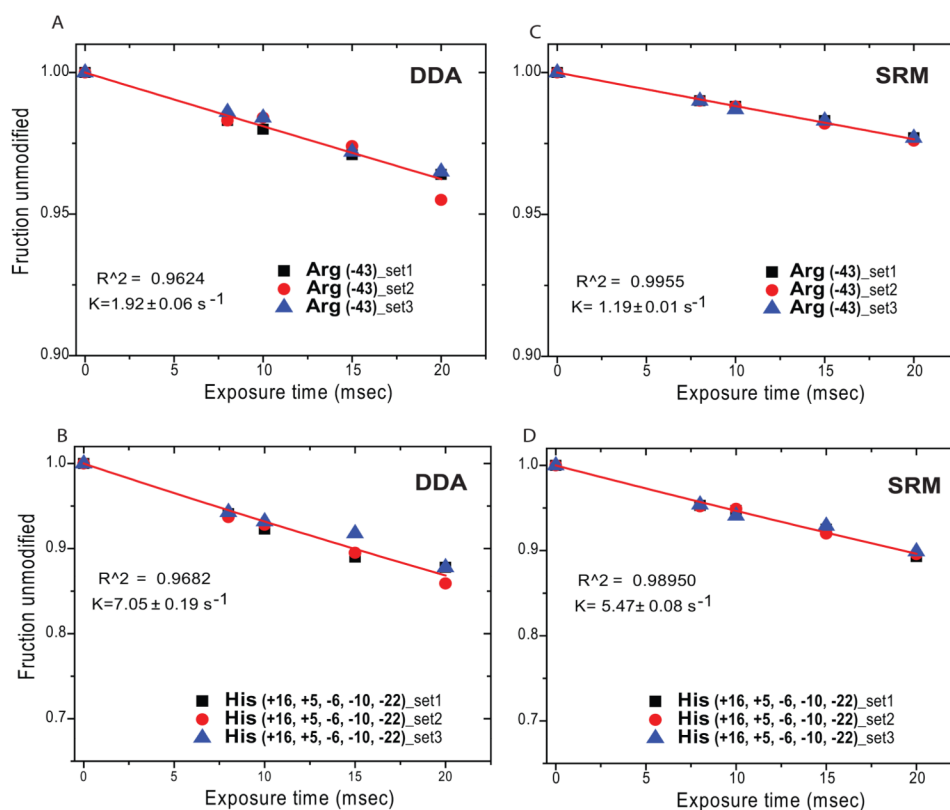 A
DDA
Fruction unmodified
1.00
0.95
0.90
R^2 = 0.9624
K=1.92±0.06 s-1
Arg (-43)_set1
Arg (-43)_set2
Arg (-43)_set3
0 5 10 15 20
Exposure time (msec)
C
SRM
1.00
0.95
0.90
R^2 = 0.9955
K= 1.19±0.01 s-1
Arg (-43)_set1
Arg (-43)_set2
Arg (-43)_set3
0 5 10 15 20
Exposure time (msec)
B
DDA
Fruction unmodified
1.0
0.9
0.8
0.7
R^2 = 0.9682
K=7.05±0.19 s-1
His (+16, +5, -6, -10, -22)_set1
His (+16, +5, -6, -10, -22)_set2
His (+16, +5, -6, -10, -22)_set3
0 5 10 15 20
Exposure time (msec)
D
SRM
1.0
0.9
0.8
0.7
R^2 = 0.98950
K= 5.47±0.08 s-1
His (+16, +5, -6, -10, -22)_set1
His (+16, +5, -6, -10, -22)_set2
His (+16, +5, -6, -10, -22)_set3
0 5 10 15 20
Exposure time (msec)